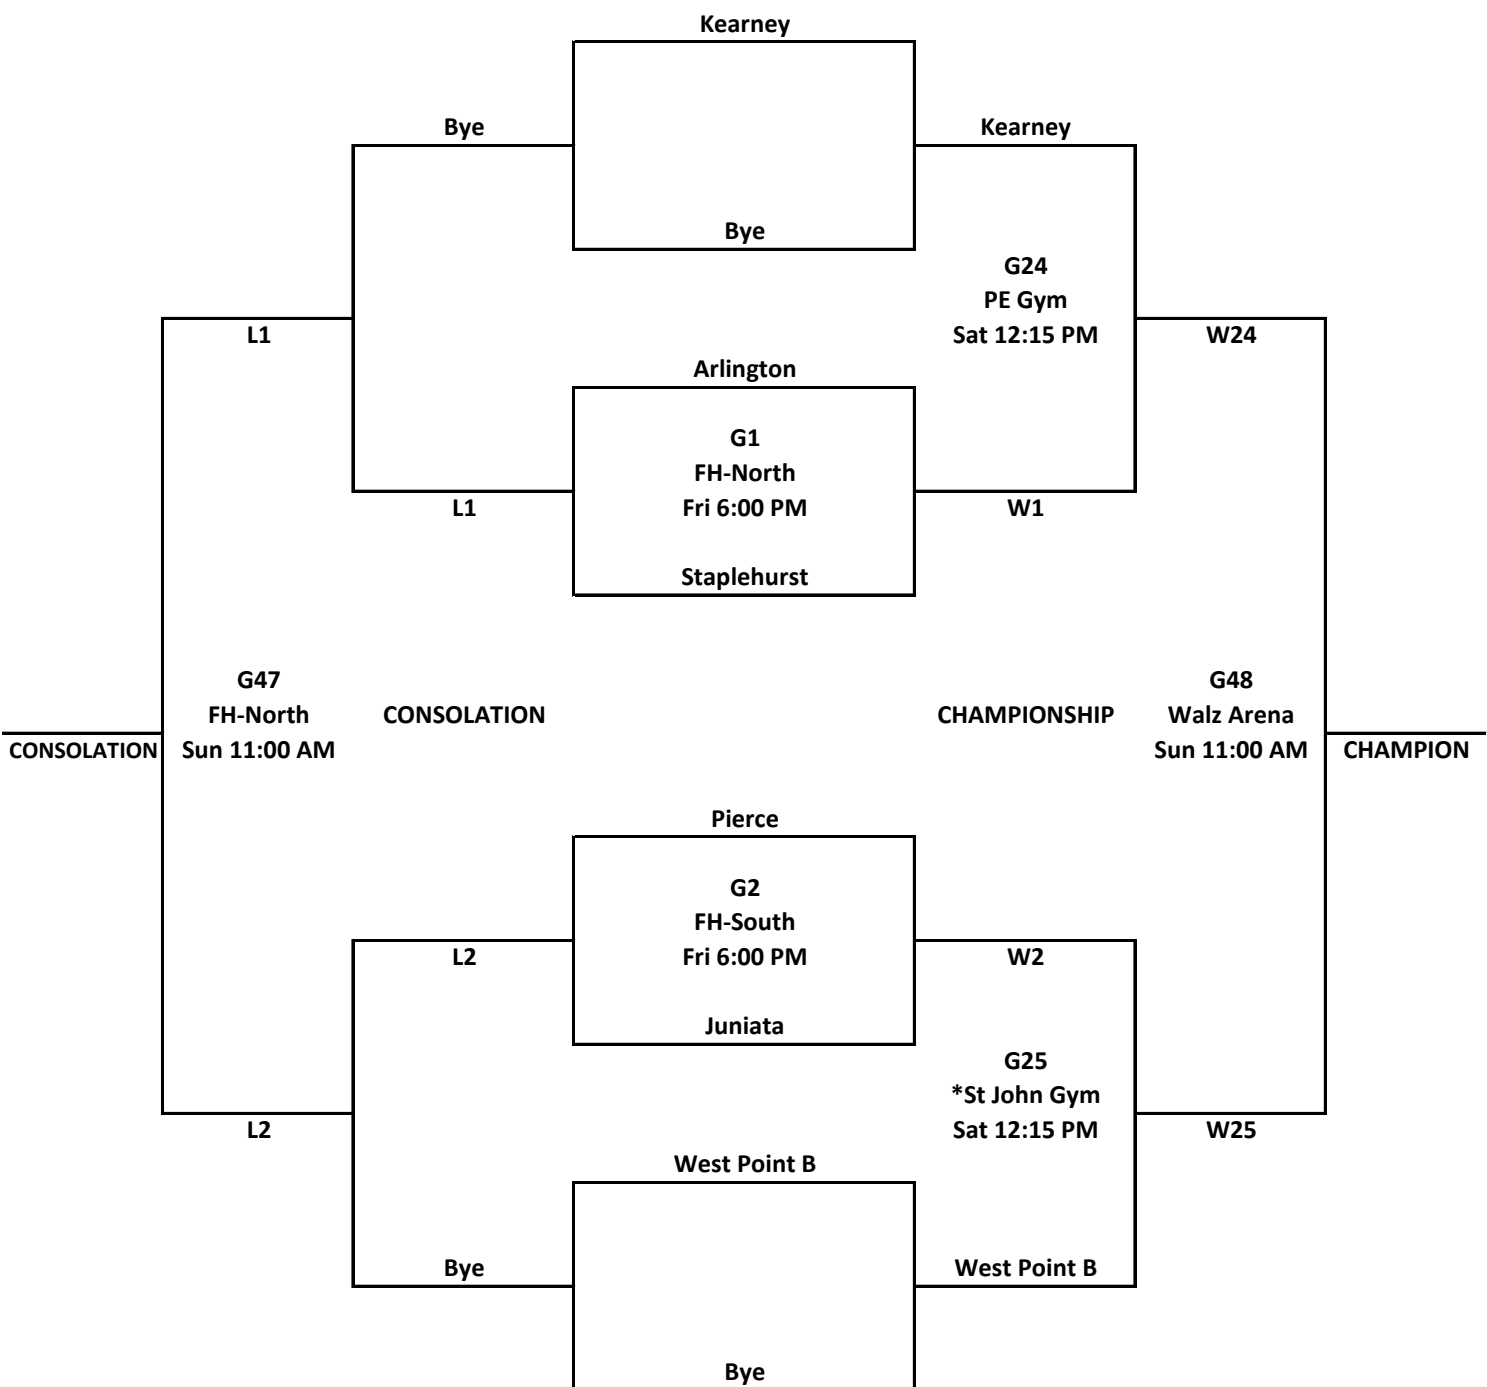 Kearney
Bye
Kearney
Bye
G24
PE Gym
Sat 12:15 PM
L1
W24
Arlington
G1
FH-North
Fri 6:00 PM
L1
W1
Staplehurst
G47
FH-North
Sun 11:00 AM
CONSOLATION
CHAMPIONSHIP
G48
Walz Arena
Sun 11:00 AM
CONSOLATION
CHAMPION
Pierce
G2
FH-South
Fri 6:00 PM
L2
W2
Juniata
G25
*St John Gym
Sat 12:15 PM
L2
W25
West Point B
Bye
West Point B
Bye